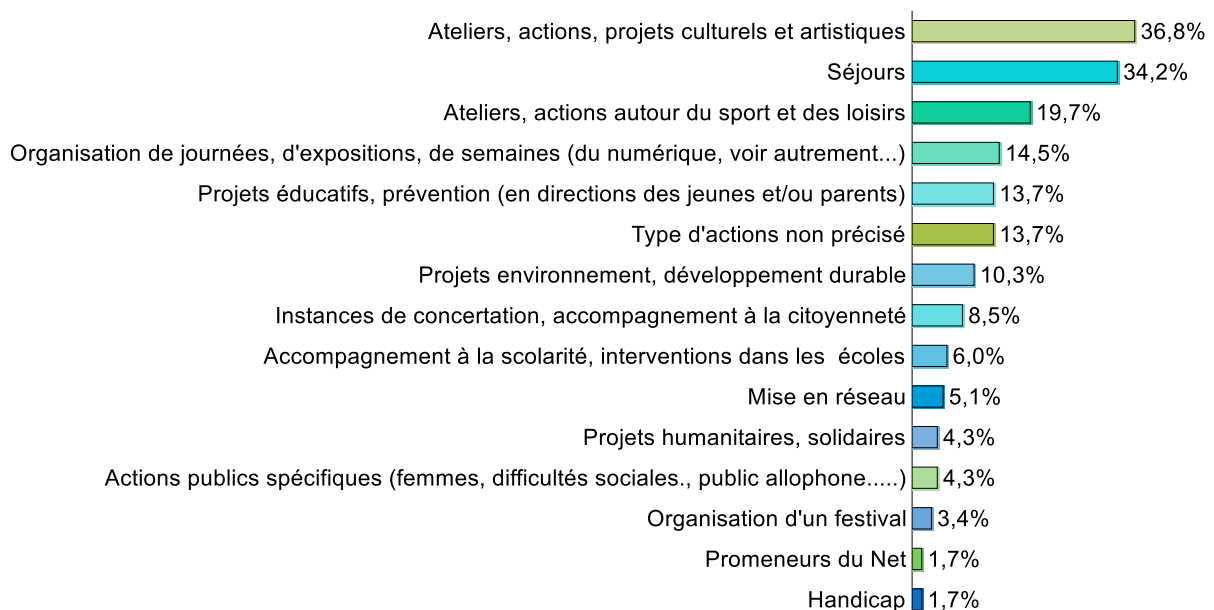 Ateliers, actions, projets culturels et artistiques 36,8%
Séjours 34,2%
Ateliers, actions autour du sport et des loisirs 19,7%
Organisation de journées, d'expositions, de semaines (du numérique, voir autrement...) 14,5%
Projets éducatifs, prévention (en directions des jeunes et/ou parents) 13,7%
Type d'actions non précisé 13,7%
Projets environnement, développement durable 10,3%
Instances de concertation, accompagnement à la citoyenneté 8,5%
Accompagnement à la scolarité, interventions dans les  écoles 6,0%
Mise en réseau 5,1%
Projets humanitaires, solidaires 4,3%
Actions publics spécifiques (femmes, difficultés sociales., public allophone.....) 4,3%
Organisation d'un festival 3,4%
Promeneurs du Net 1,7%
Handicap 1,7%